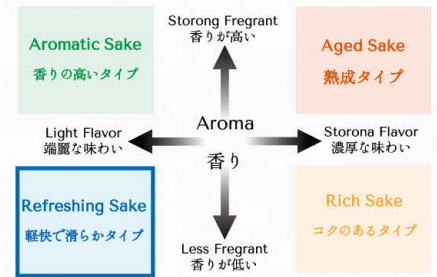 Storong Fregrant
香りが高い
Aromatic Sake
香りの高いタイプ
Aged Sake
熟成タイプ
Light Flavor
端麗な味わい
Aroma
香り
Storona Flavor
濃厚な味わい
Refreshing Sake
軽快で滑らかタイプ
Rich Sake
コクのあるタイプ
Less Fregrant
香りが低い